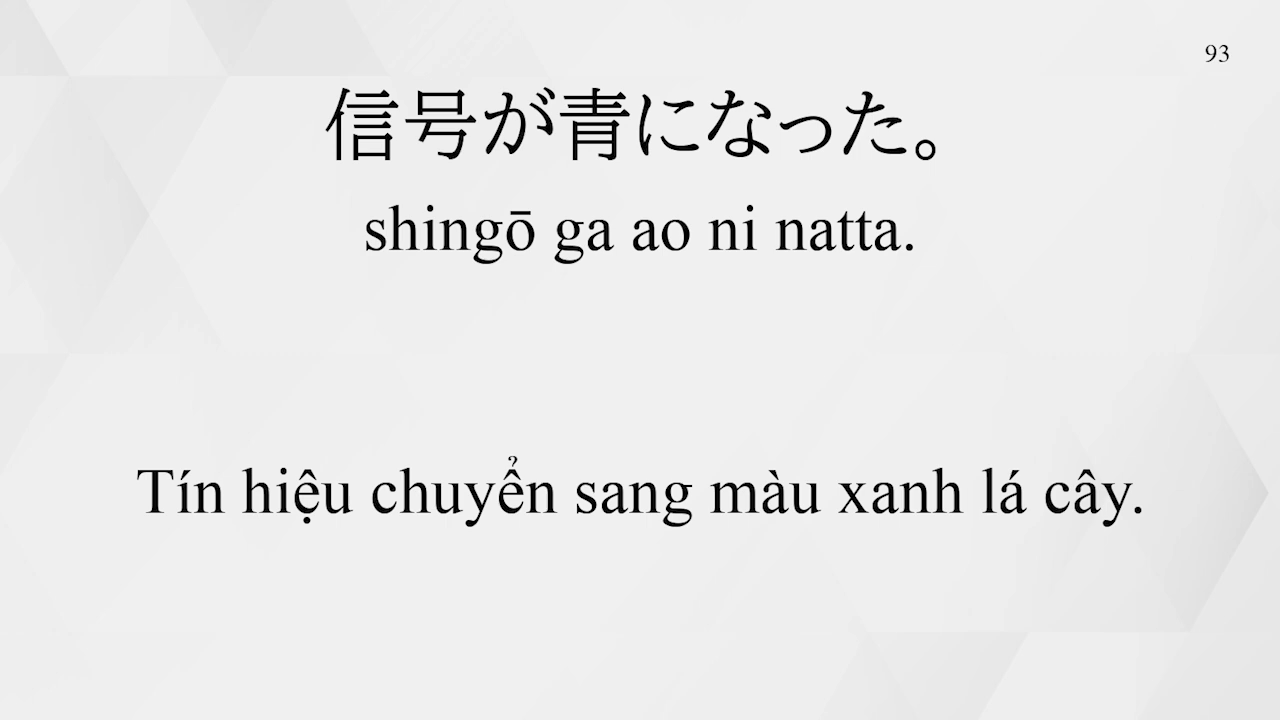 93
信号が青になった。
shingō ga ao ni natta.
Tín hiệu chuyển sang màu xanh lá cây.